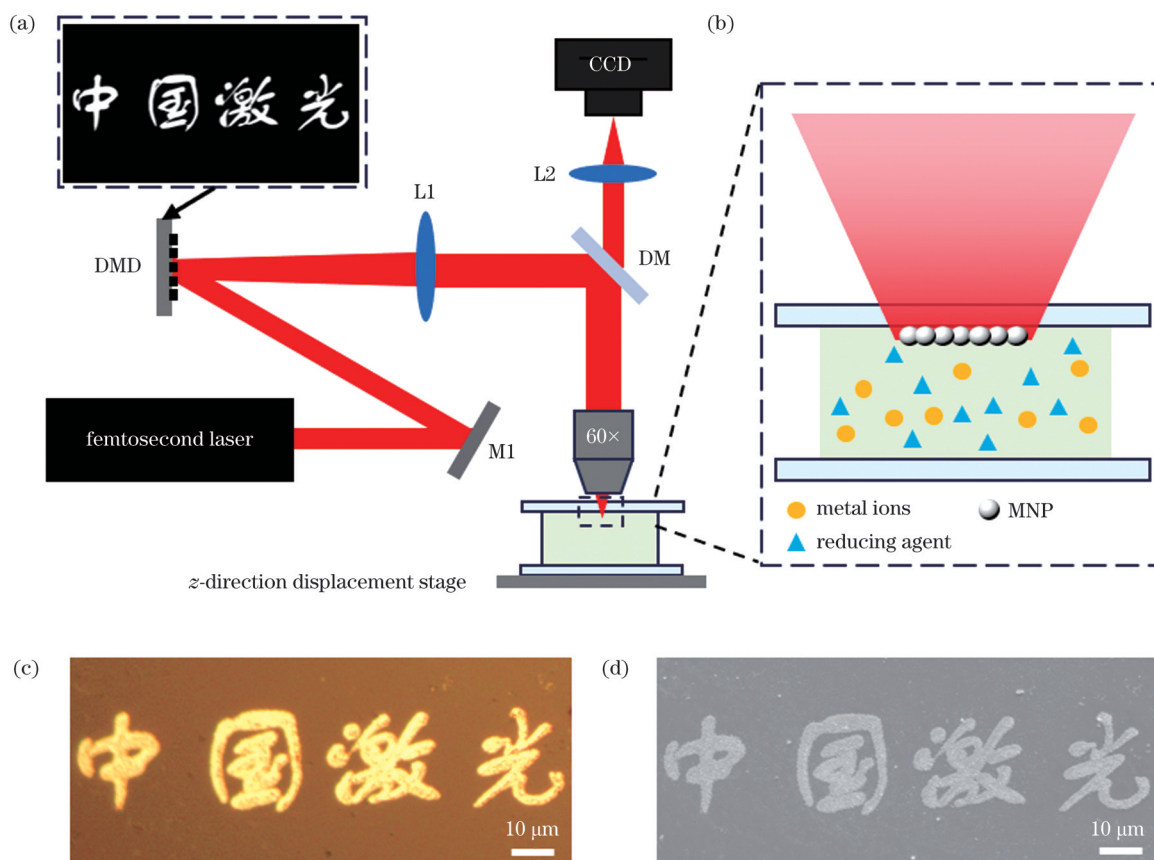 (a)
中 国 激 光
CCD
L2
L1
DMD
DM
femtosecond laser
M1
60×
z-direction displacement stage
(b)
metal ions
MNP
reducing agent
(c)
中 国 激 光
10 μm
(d)
中 国 激 光
10 μm